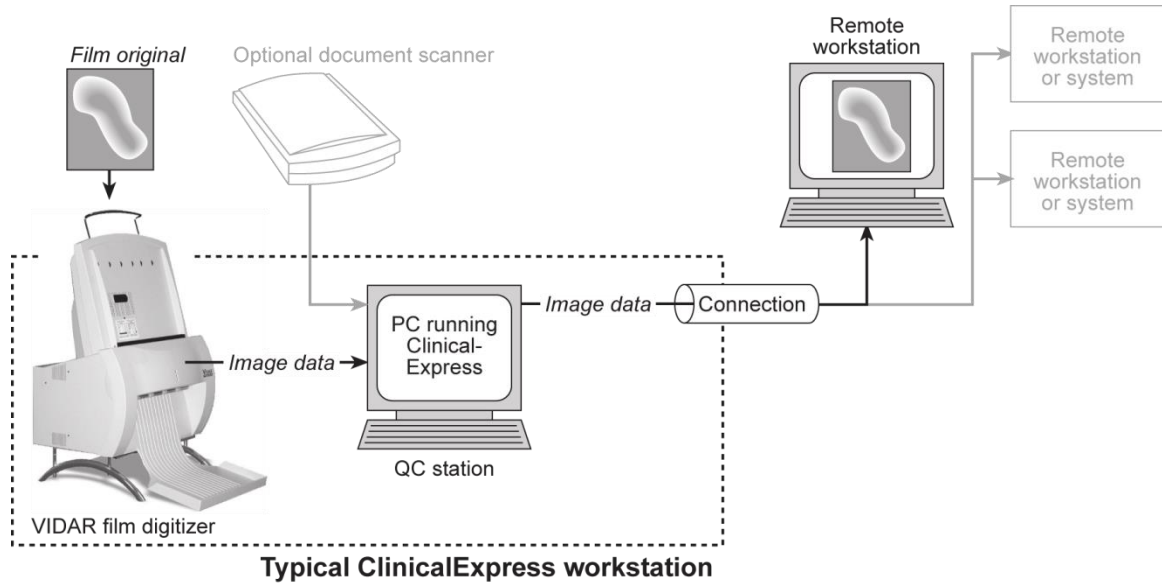 Film original
Optional document scanner
Remote
workstation
Remote
workstation
or system
Remote
workstation
or system
Image data
PC running
Clinical-
Express
Image data
Connection
QC station
VIDAR film digitizer
Typical ClinicalExpress workstation